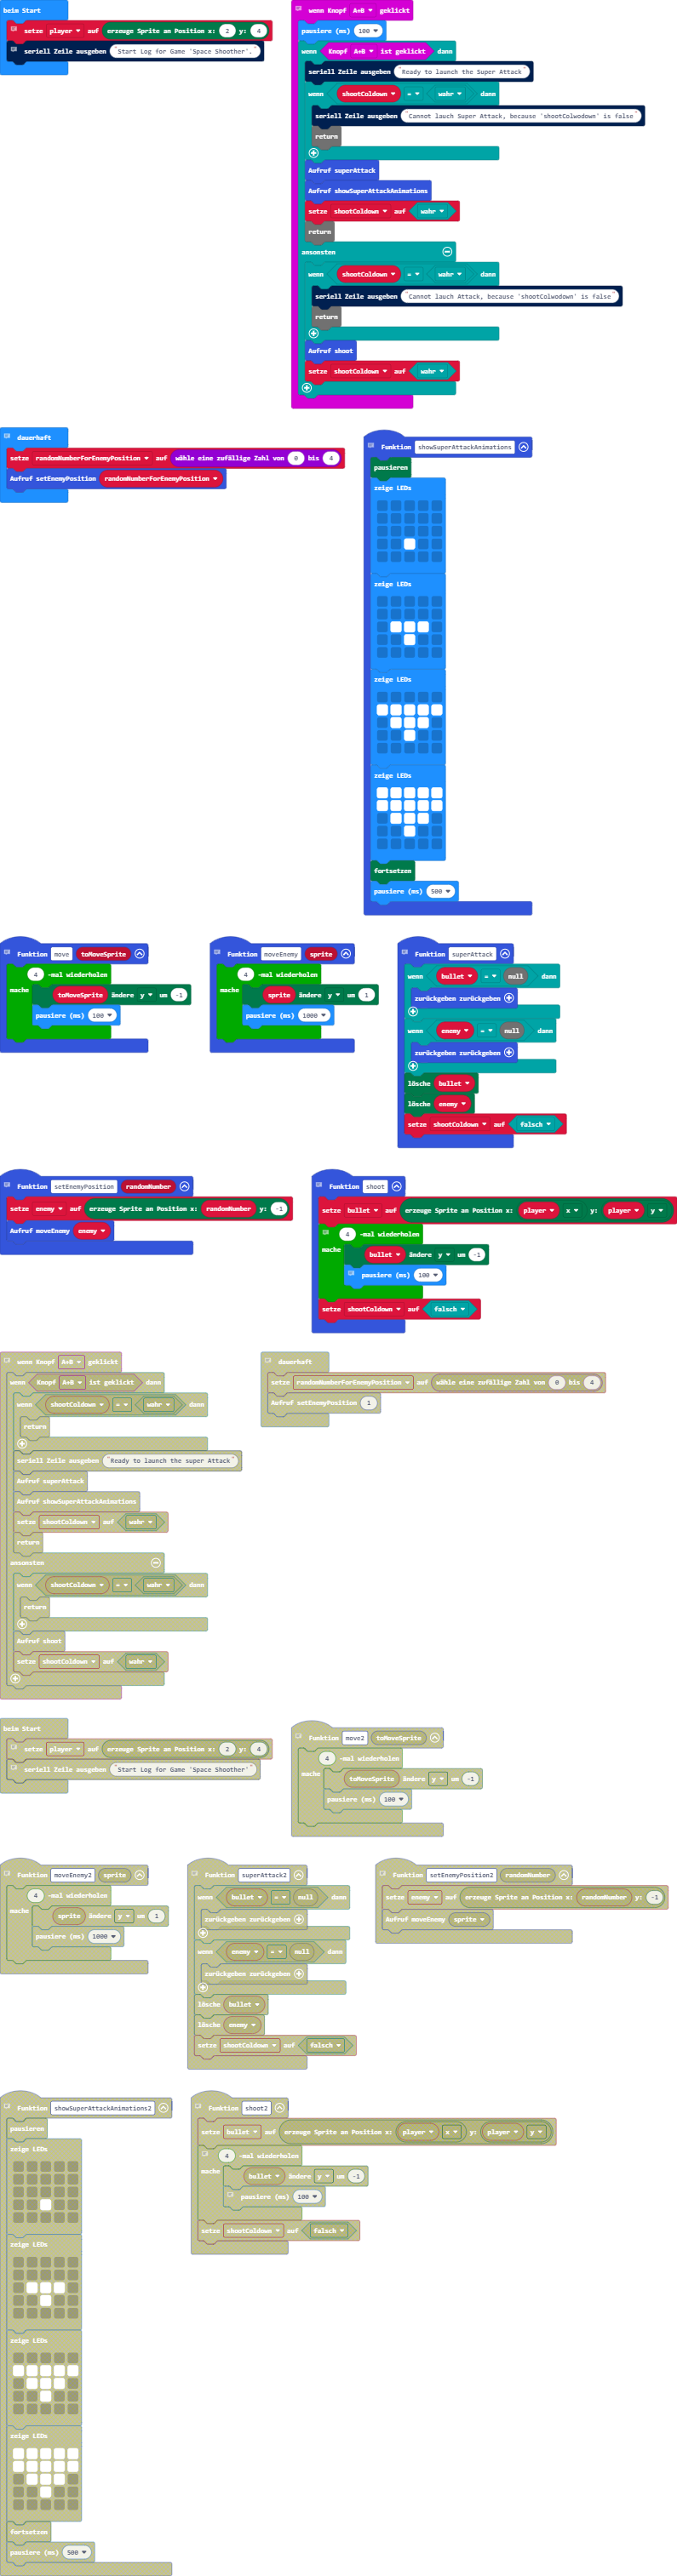 beim Start
setze player auf erzeuge Sprite an Position x: 2 y: 4
seriell Zeile ausgeben "Start Log for Game 'Space Shoother'."
wenn Knopf A+B geklickt
pausiere (ms) 100
wenn Knopf A+B ist geklickt dann
seriell Zeile ausgeben "Ready to launch the Super Attack"
wenn shootColdown = wahr dann
seriell Zeile ausgeben "Cannot lauch Super Attack, because 'shootColwodown' is false"
return
Aufruf superAttack
Aufruf showSuperAttackAnimations
setze shootColdown auf wahr
return
ansonsten
wenn shootColdown = wahr dann
seriell Zeile ausgeben "Cannot lauch Attack, because 'shootColwodown' is false"
return
Aufruf shoot
setze shootColdown auf wahr
dauerhaft
setze randomNumberForEnemyPosition auf wähle eine zufällige Zahl von 0 bis 4
Aufruf setEnemyPosition randomNumberForEnemyPosition
Funktion showSuperAttackAnimations
pausieren
zeige LEDs
zeige LEDs
zeige LEDs
zeige LEDs
fortsetzen
pausiere (ms) 500
Funktion move toMoveSprite
4 -mal wiederholen
mache toMoveSprite ändere y um -1
pausiere (ms) 100
Funktion moveEnemy sprite
4 -mal wiederholen
mache sprite ändere y um 1
pausiere (ms) 1000
Funktion superAttack
wenn bullet = null dann
zurückgeben zurückgeben
wenn enemy = null dann
zurückgeben zurückgeben
lösche bullet
lösche enemy
setze shootColdown auf falsch
Funktion setEnemyPosition randomNumber
setze enemy auf erzeuge Sprite an Position x: randomNumber y: -1
Aufruf moveEnemy enemy
Funktion shoot
setze bullet auf erzeuge Sprite an Position x: player x y: player y
4 -mal wiederholen
mache bullet ändere y um -1
pausiere (ms) 100
setze shootColdown auf falsch
wenn Knopf A+B geklickt
wenn Knopf A+B ist geklickt dann
wenn shootColdown = wahr dann
return
seriell Zeile ausgeben "Ready to launch the super Attack"
Aufruf superAttack
Aufruf showSuperAttackAnimations
setze shootColdown auf wahr
return
ansonsten
wenn shootColdown = wahr dann
return
Aufruf shoot
setze shootColdown auf wahr
dauerhaft
setze randomNumberForEnemyPosition auf wähle eine zufällige Zahl von 0 bis 4
Aufruf setEnemyPosition 1
beim Start
setze player auf erzeuge Sprite an Position x: 2 y: 4
seriell Zeile ausgeben "Start Log for Game 'Space Shoother'"
Funktion move2 toMoveSprite
4 -mal wiederholen
mache toMoveSprite ändere y um -1
pausiere (ms) 100
Funktion moveEnemy2 sprite
4 -mal wiederholen
mache sprite ändere y um 1
pausiere (ms) 1000
Funktion superAttack2
wenn bullet = null dann
zurückgeben zurückgeben
wenn enemy = null dann
zurückgeben zurückgeben
lösche bullet
lösche enemy
setze shootColdown auf falsch
Funktion setEnemyPosition2 randomNumber
setze enemy auf erzeuge Sprite an Position x: randomNumber y: -1
Aufruf moveEnemy sprite
Funktion showSuperAttackAnimations2
pausieren
zeige LEDs
zeige LEDs
zeige LEDs
zeige LEDs
fortsetzen
pausiere (ms) 500
Funktion shoot2
setze bullet auf erzeuge Sprite an Position x: player x y: player y
4 -mal wiederholen
mache bullet ändere y um -1
pausiere (ms) 100
setze shootColdown auf falsch